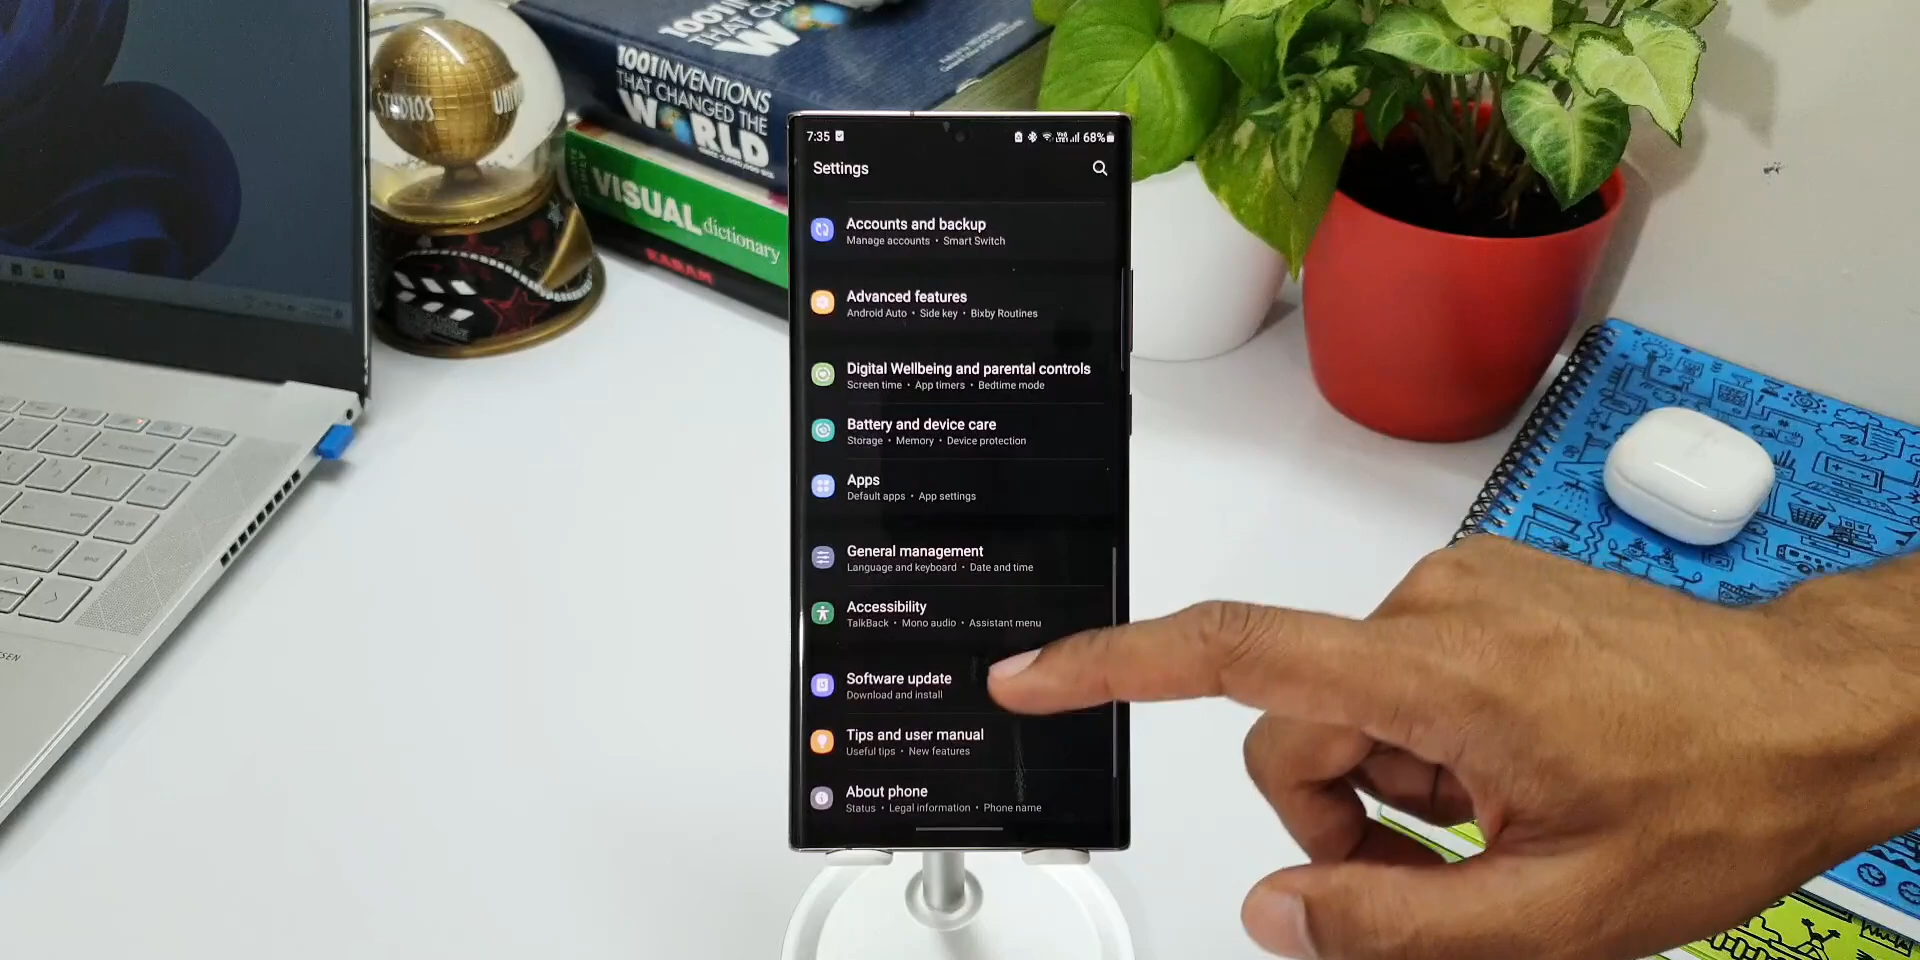 STUDIOS
UNIV
1001 INVENTIONS
THAT CHANGED THE
WORLD
VISUAL dictionary
7:35
68%
Settings
Accounts and backup
Manage accounts • Smart Switch
Advanced features
Android Auto • Side key • Bixby Routines
Digital Wellbeing and parental controls
Screen time • App timers • Bedtime mode
Battery and device care
Storage • Memory • Device protection
Apps
Default apps • App settings
General management
Language and keyboard • Date and time
Accessibility
TalkBack • Mono audio • Assistant menu
Software update
Download and install
Tips and user manual
Useful tips • New features
About phone
Status • Legal information • Phone name